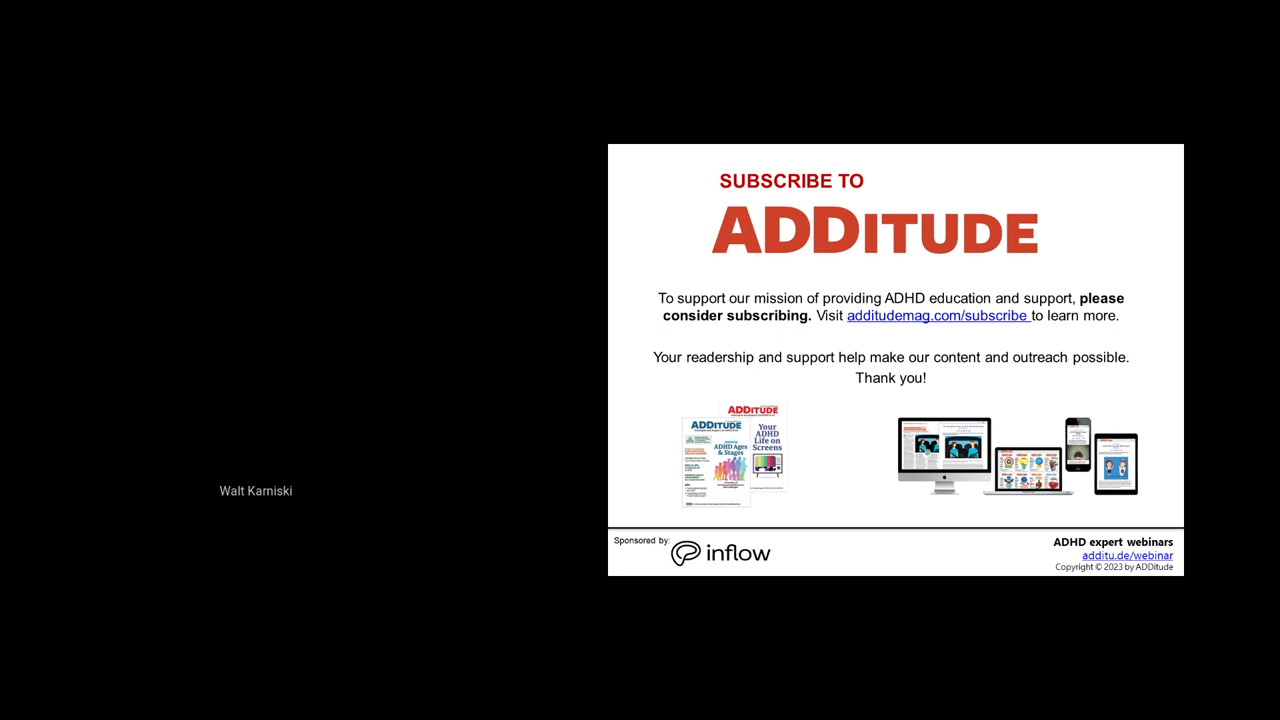 SUBSCRIBE TO
ADDITUDE
To support our mission of providing ADHD education and support, please
consider subscribing. Visit additudemag.com/subscribe to learn more.
Your readership and support help make our content and outreach possible.
Thank you!
ADDITUDE
ADDITUDE
Your
ADHD
Life on
Screens
ADHD Ages
& Stages
Walt Karniski
Sponsored by:
inflow
ADHD expert webinars
additu.de/webinar
Copyright © 2023 by ADDitude